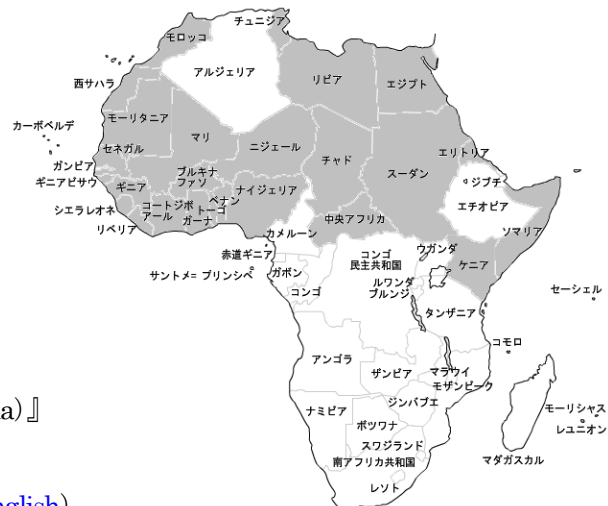 チュニジア
モロッコ
アルジェリア
リビア
エジプト
西サハラ
カーボベルデ
モーリタニア
マリ
ニジェール
チャド
スーダン
エリトリア
セネガル
ガンビア
ギニアビサウ
ギニア
ブルキナ
ファソ
ナイジェリア
ジブチ
エチオピア
シエラレオネ
コートジボ
アール
ベナン
トーゴ
ガーナ
リベリア
中央アフリカ
カメルーン
ソマリア
赤道ギニア
サントメ= プリンシペ
ガボン
コンゴ
コンゴ
民主共和国
ウガンダ
ケニア
ルワンダ
ブルンジ
タンザニア
セーシェル
コモロ
アンゴラ
ザンビア
マラウイ
モザンビーク
ジンバブエ
ナミビア
ボツワナ
モーリシャス
レユニオン
スワジランド
南アフリカ共和国
マダガスカル
レソト
a)』
nglish)